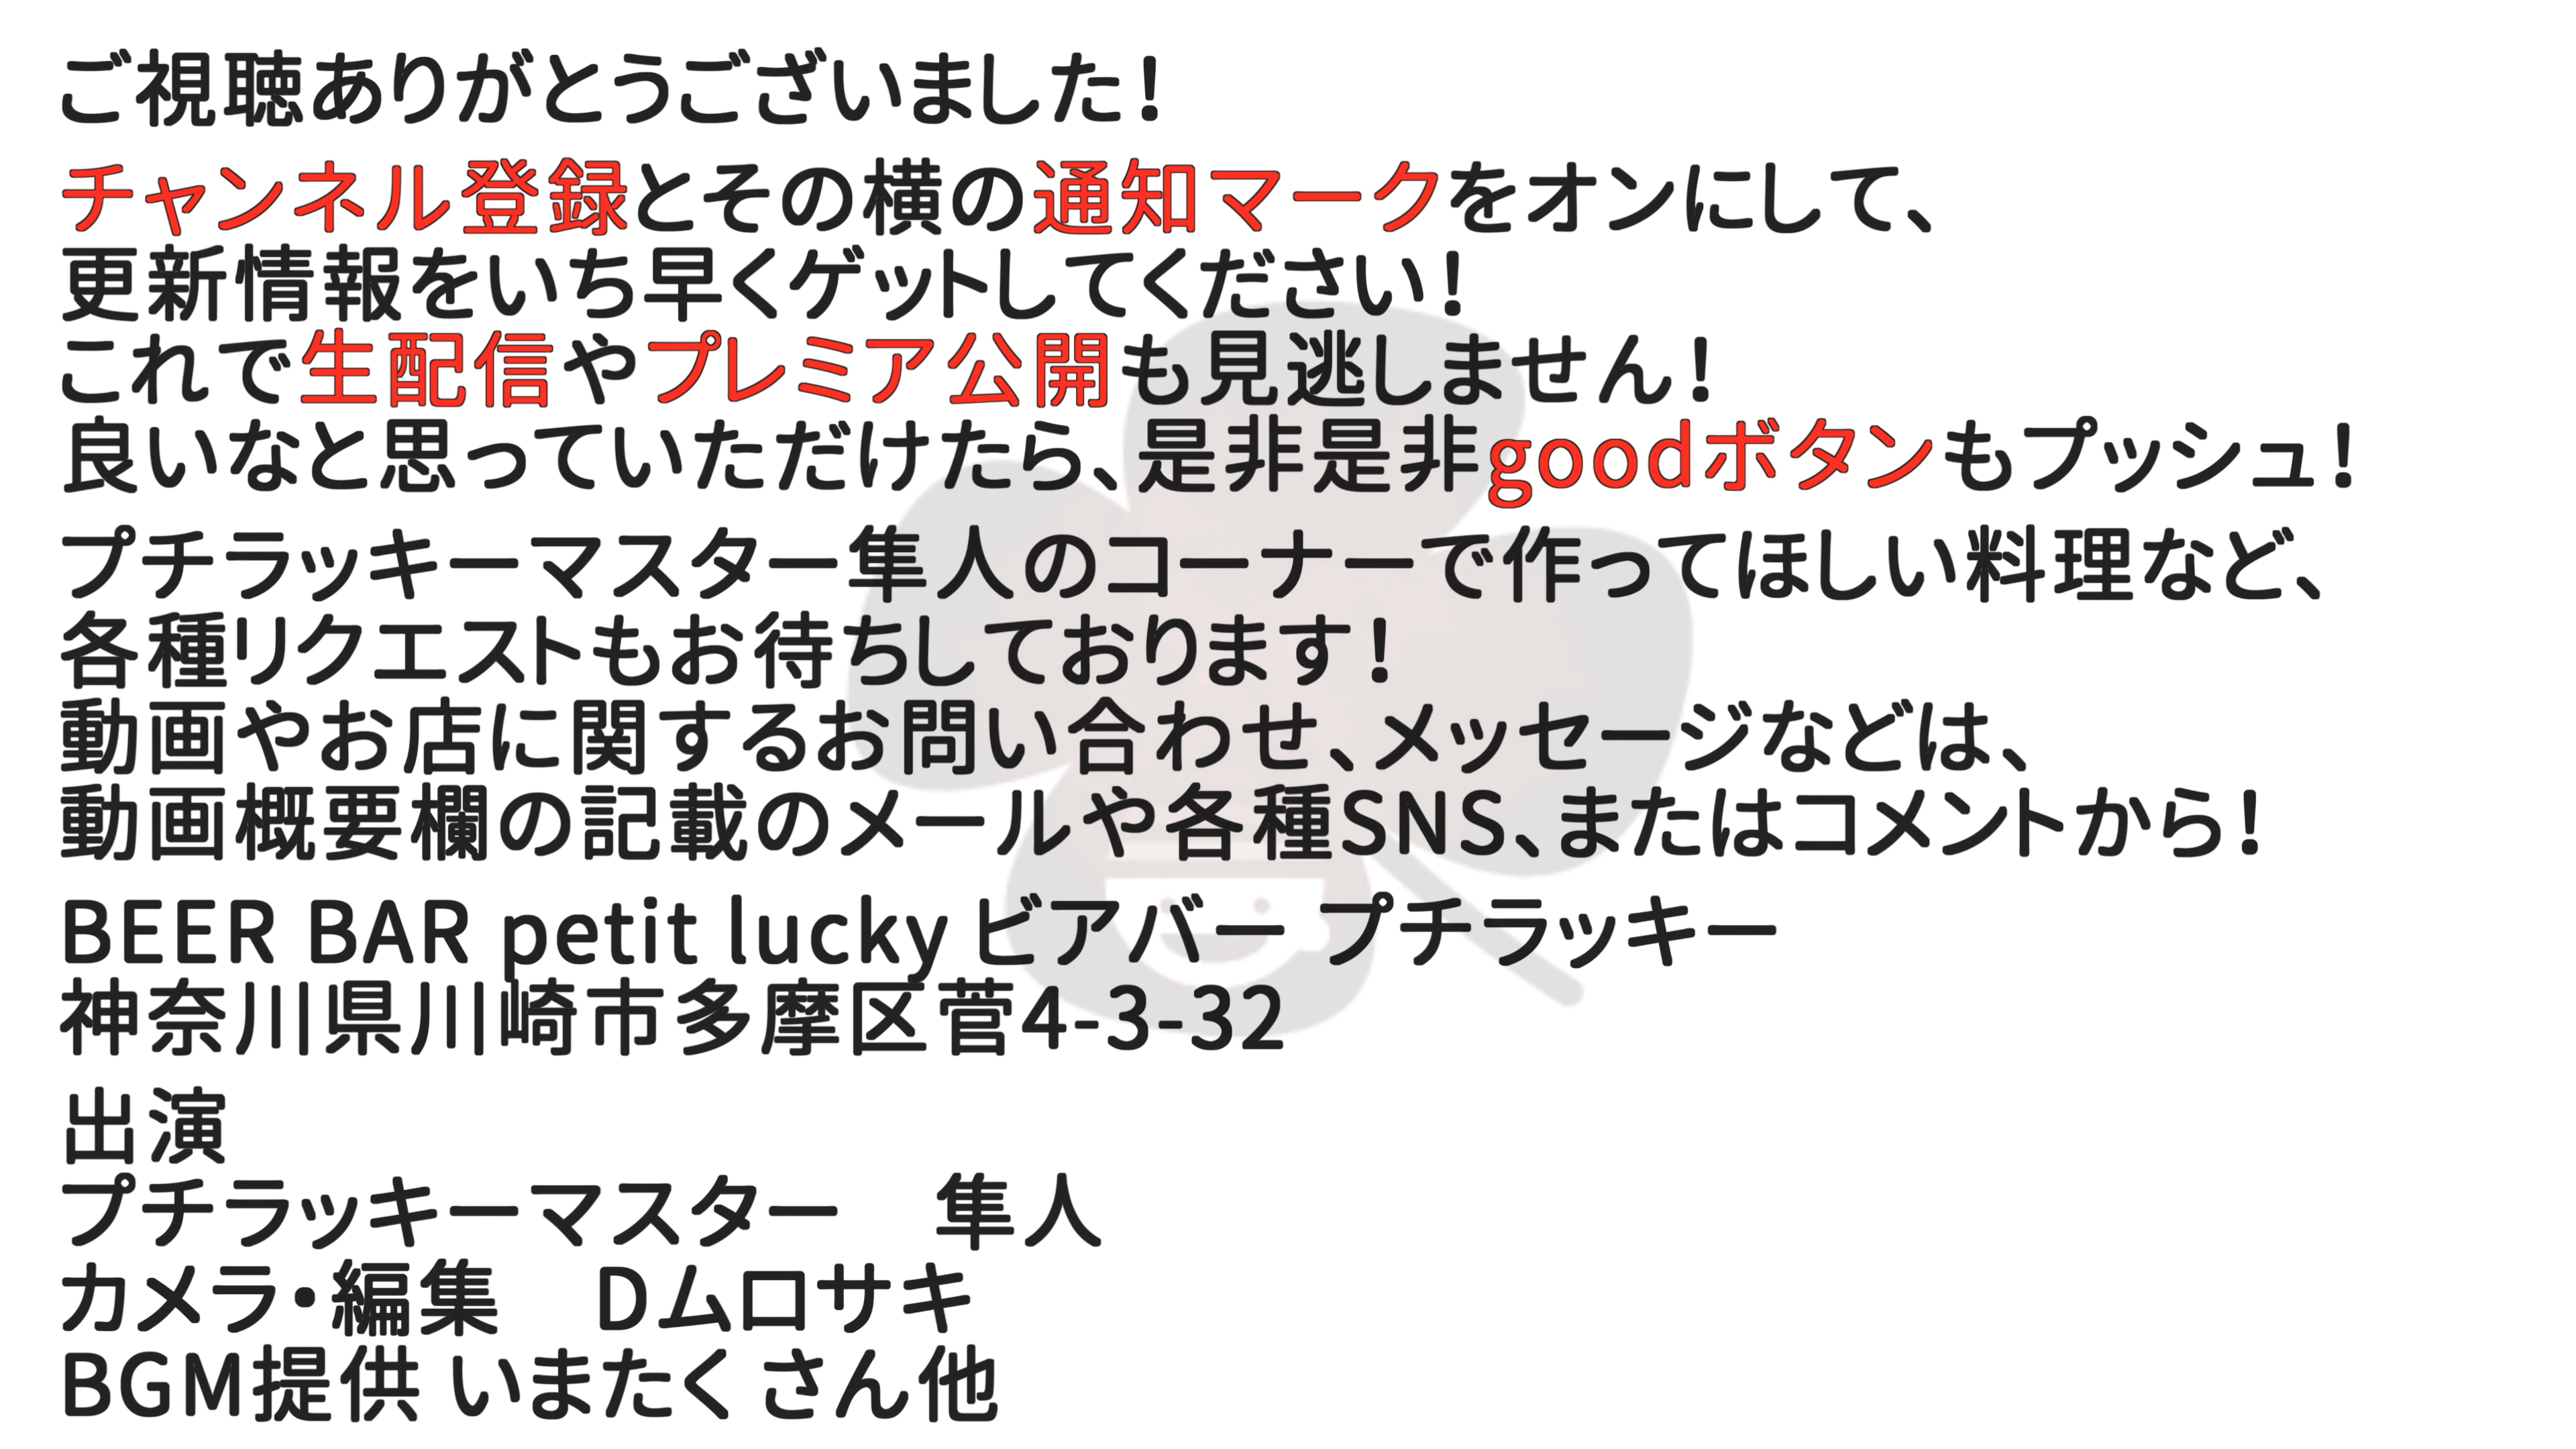 ご視聴ありがとうございました！
チャンネル登録とその横の通知マークをオンにして、
更新情報をいち早くゲットしてください！
これで生配信やプレミア公開も見逃しません！
良いなと思っていただけたら、是非是非goodボタンもプッシュ！
プチラッキーマスター隼人のコーナーで作ってほしい料理など、
各種リクエストもお待ちしております！
動画やお店に関するお問い合わせ、メッセージなどは、
動画概要欄の記載のメールや各種SNS、またはコメントから！
BEER BAR petit lucky ビアバー プチラッキー
神奈川県川崎市多摩区菅4-3-32
出演
プチラッキーマスター　隼人
カメラ・編集　Dムロサキ
BGM提供 いまたく さん他